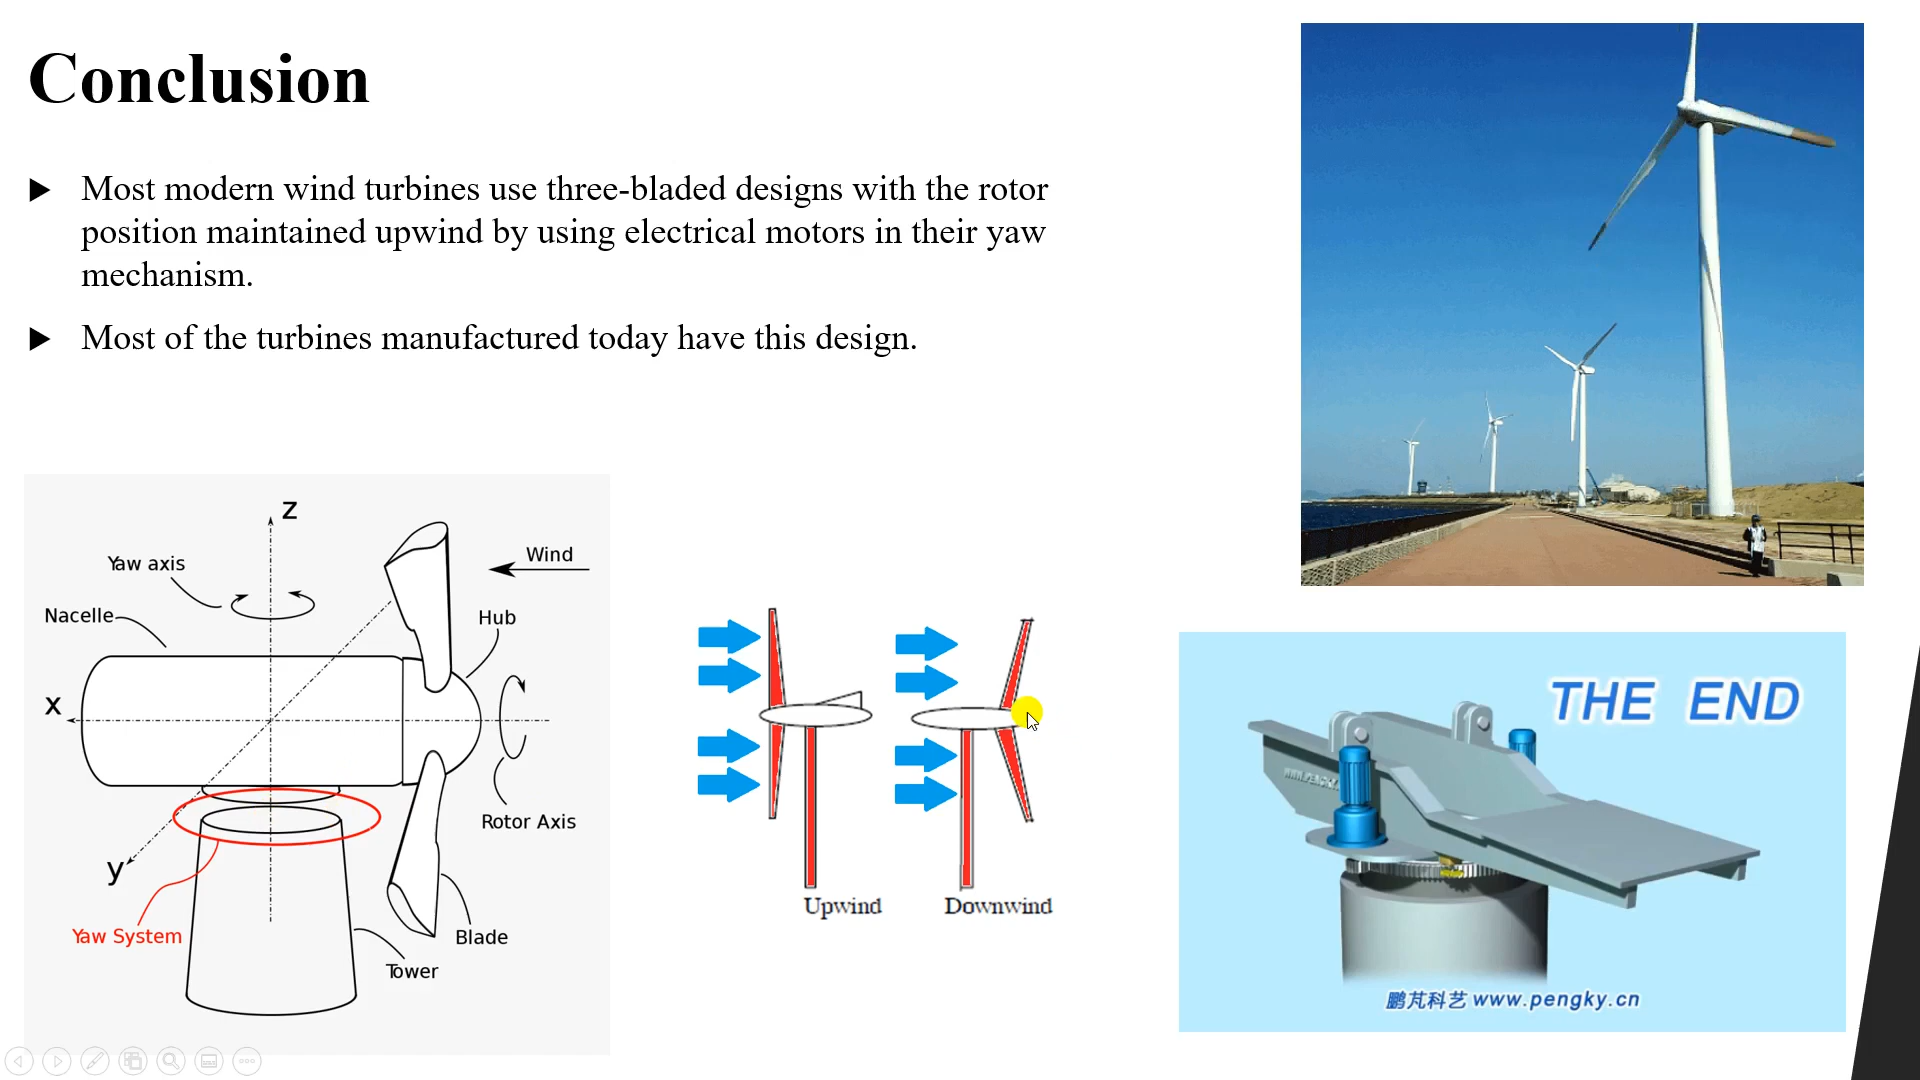 Conclusion
Most modern wind turbines use three-bladed designs with the rotor
position maintained upwind by using electrical motors in their yaw
mechanism.
Most of the turbines manufactured today have this design.
Z
Yaw axis
Wind
Nacelle
Hub
X
Rotor Axis
y
Yaw System
Blade
Tower
Upwind
Downwind
THE END
鹏芃科艺 www.pengky.cn